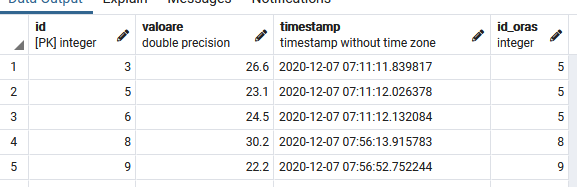 Data Output Explain Messages Notifications
id valoare timestamp id_oras
[PK] integer double precision timestamp without time zone integer
1 3 26.6 2020-12-07 07:11:11.839817 5
2 5 23.1 2020-12-07 07:11:12.026378 5
3 6 24.5 2020-12-07 07:11:12.132084 5
4 8 30.2 2020-12-07 07:56:13.915783 8
5 9 22.2 2020-12-07 07:56:52.752244 9